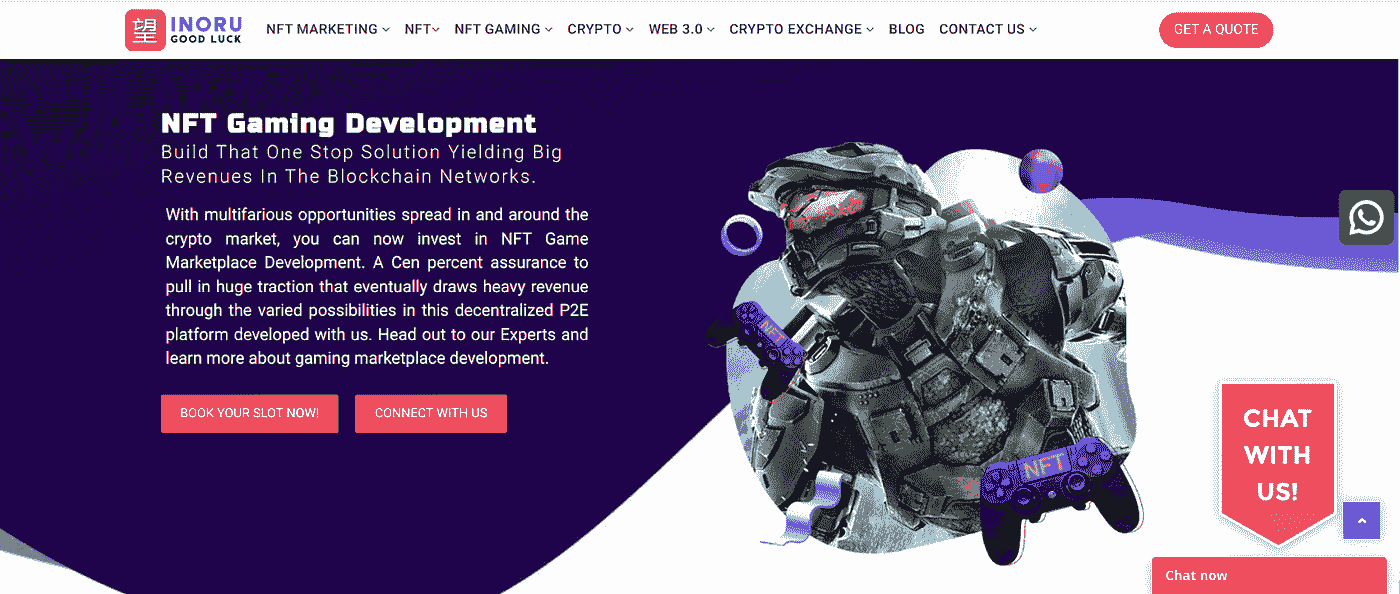 望 INORU
GOOD LUCK
NFT MARKETING NFT NFT GAMING CRYPTO WEB 3.0 CRYPTO EXCHANGE BLOG CONTACT US
GET A QUOTE
NFT Gaming Development
Build That One Stop Solution Yielding Big
Revenues In The Blockchain Networks.
With multifarious opportunities spread in and around the
crypto market, you can now invest in NFT Game
Marketplace Development. A Cen percent assurance to
pull in huge traction that eventually draws heavy revenue
through the varied possibilities in this decentralized P2E
platform developed with us. Head out to our Experts and
learn more about gaming marketplace development.
BOOK YOUR SLOT NOW! CONNECT WITH US
NFT
NFT
CHAT
WITH
US!
Chat now